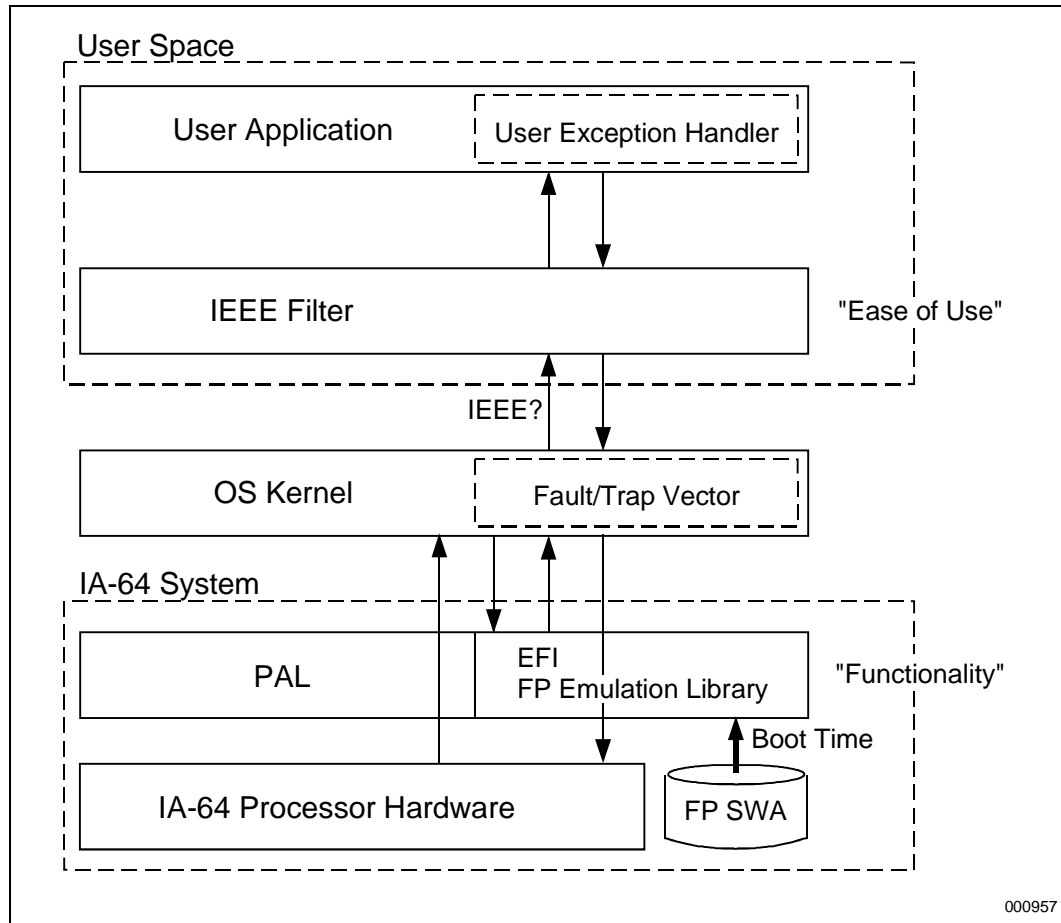 User Space
User Application
User Exception Handler
IEEE Filter
"Ease of Use"
IEEE?
OS Kernel
Fault/Trap Vector
IA-64 System
PAL
EFI
FP Emulation Library
"Functionality"
Boot Time
IA-64 Processor Hardware
FP SWA
000957